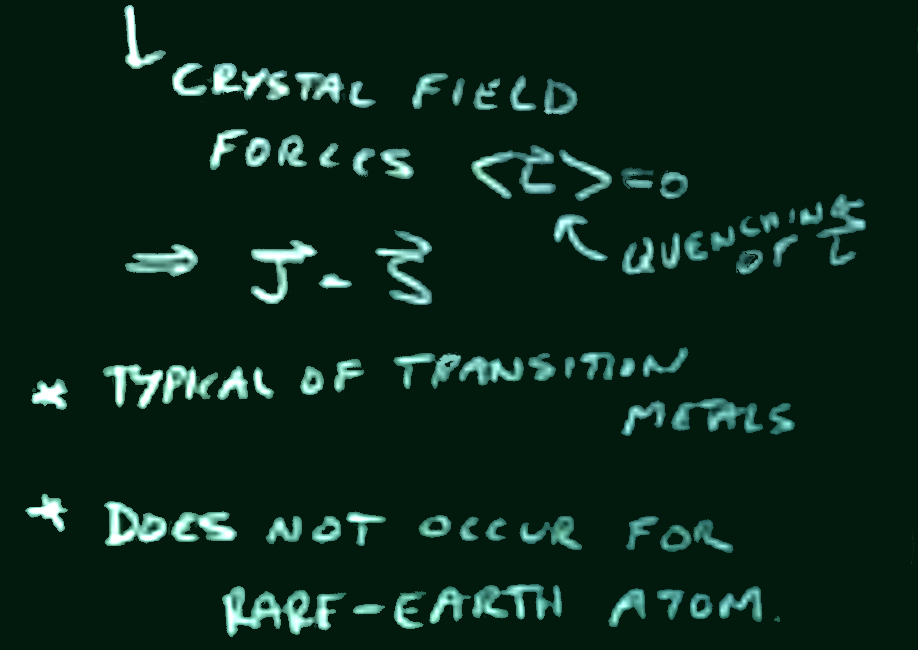 ↳ CRYSTAL FIELD
FORCES <L⃗> = 0
↖ QUENCHING
OF L⃗
⇒ J⃗ - S⃗
* TYPICAL OF TRANSITION
METALS
* DOES NOT OCCUR FOR
RARE-EARTH ATOM.